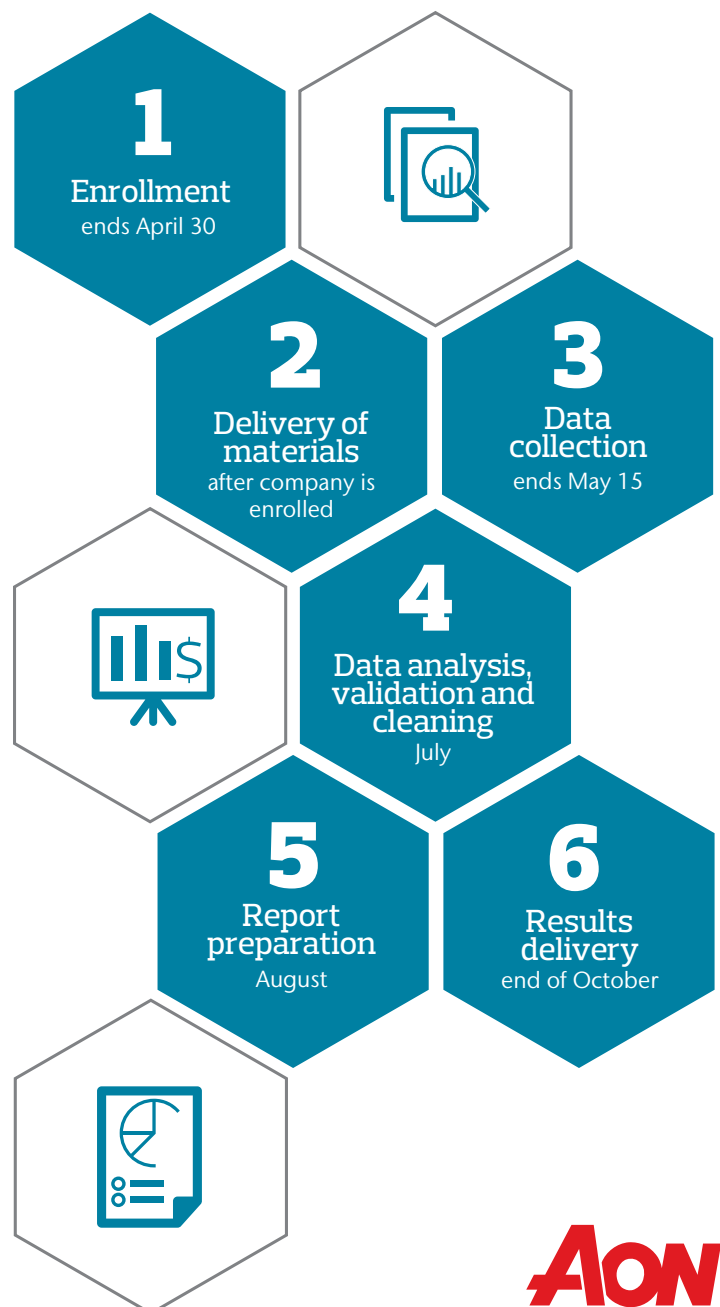 1
Enrollment
ends April 30
2
Delivery of
materials
after company is
enrolled
3
Data
collection
ends May 15
$
4
Data analysis,
validation and
cleaning
July
5
Report
preparation
August
6
Results
delivery
end of October
AON